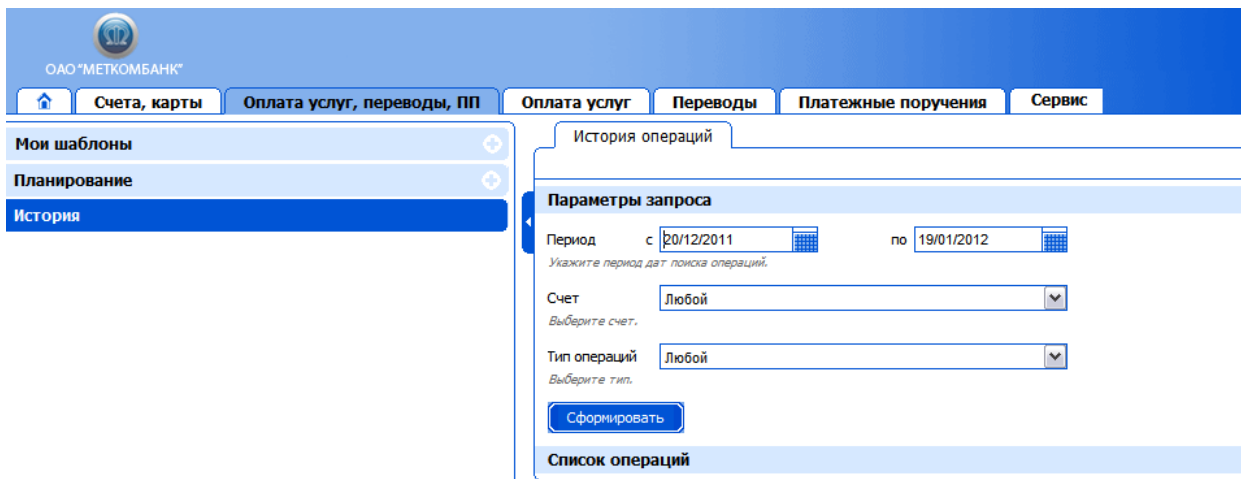 ОАО "МЕТКОМБАНК"
Счета, карты Оплата услуг, переводы, ПП Оплата услуг Переводы Платежные поручения Сервис
Мои шаблоны
Планирование
История
История операций
Параметры запроса
Период с 20/12/2011 по 19/01/2012
Укажите период дат поиска операций.
Счет Любой
Выберите счет.
Тип операций Любой
Выберите тип.
Сформировать
Список операций